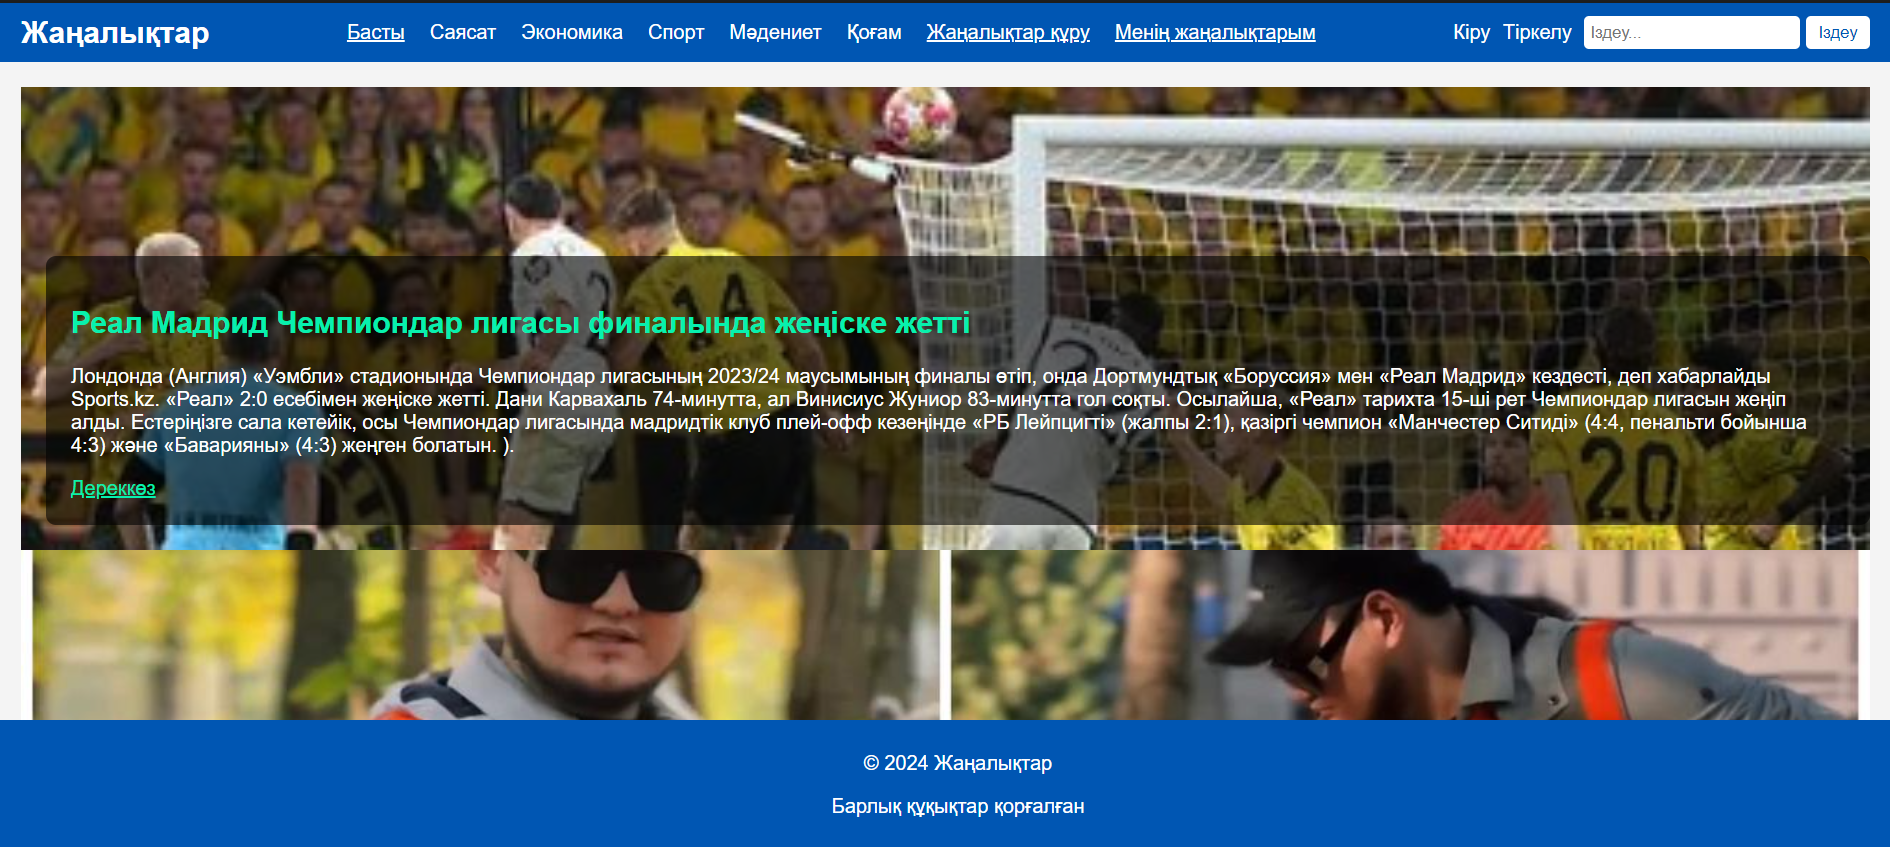 Жаңалықтар
Басты Саясат Экономика Спорт Мәдениет Қоғам Жаңалықтар құру Менің жаңалықтарым
Кіру Тіркелу Іздеу... Іздеу
14
Реал Мадрид Чемпиондар лигасы финалында жеңіске жетті
Лондонда (Англия) «Уэмбли» стадионында Чемпиондар лигасының 2023/24 маусымының финалы өтіп, онда Дортмундтық «Боруссия» мен «Реал Мадрид» кездесті, деп хабарлайды
Sports.kz. «Реал» 2:0 есебімен жеңіске жетті. Дани Карвахаль 74-минутта, ал Винисиус Жуниор 83-минутта гол соқты. Осылайша, «Реал» тарихта 15-ші рет Чемпиондар лигасын жеңіп
алды. Естеріңізге сала кетейік, осы Чемпиондар лигасында мадридтік клуб плей-офф кезеңінде «РБ Лейпцигті» (жалпы 2:1), қазіргі чемпион «Манчестер Ситиді» (4:4, пенальти бойынша
4:3) және «Баварияны» (4:3) жеңген болатын. ).
Дереккөз
20
© 2024 Жаңалықтар
Барлық құқықтар қорғалған